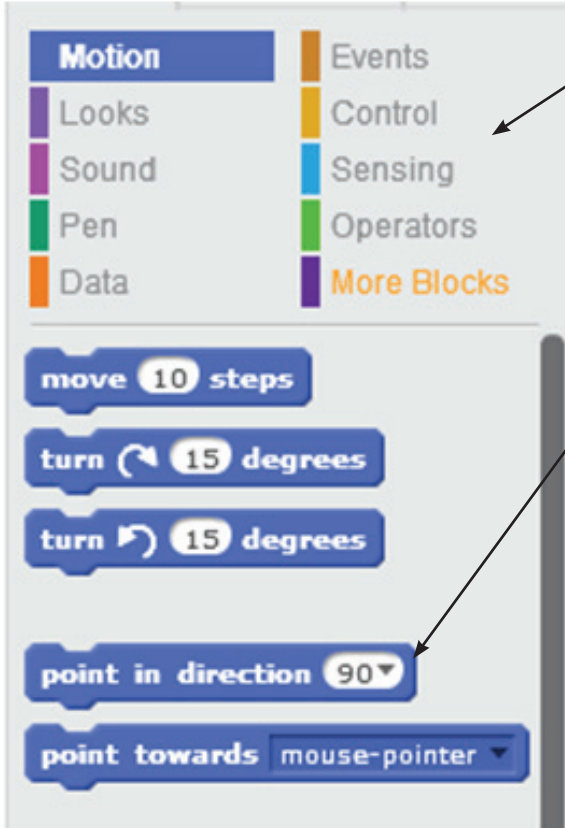 Motion
Looks
Sound
Pen
Data
Events
Control
Sensing
Operators
More Blocks
move 10 steps
turn 15 degrees
turn 15 degrees
point in direction 90
point towards mouse-pointer